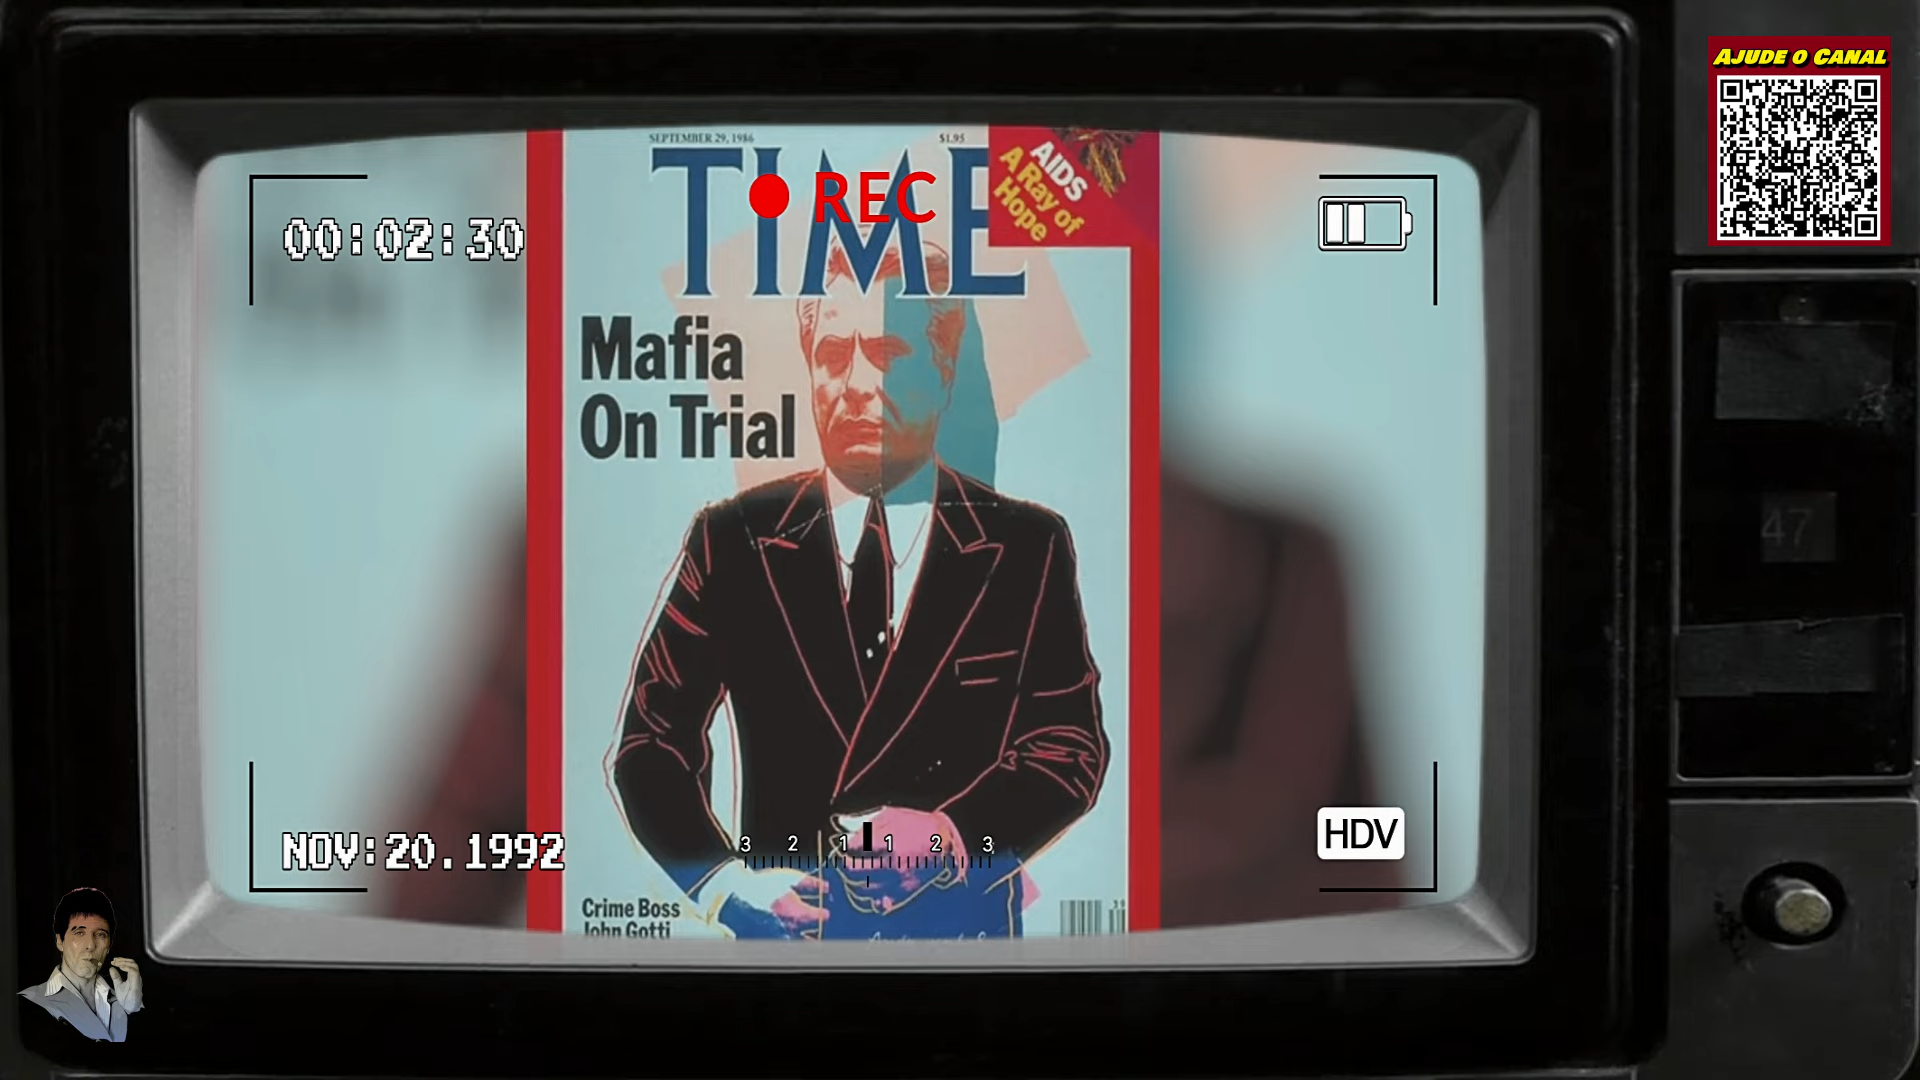 AJUDE O CANAL
SEPTEMBER 29, 1986
$1.95
TIME
REC
AIDS
A Ray of
Hope
00:02:30
Mafia
On Trial
47
NOV:20.1992
3 2 1 1 2 3
HDV
Crime Boss
John Gotti